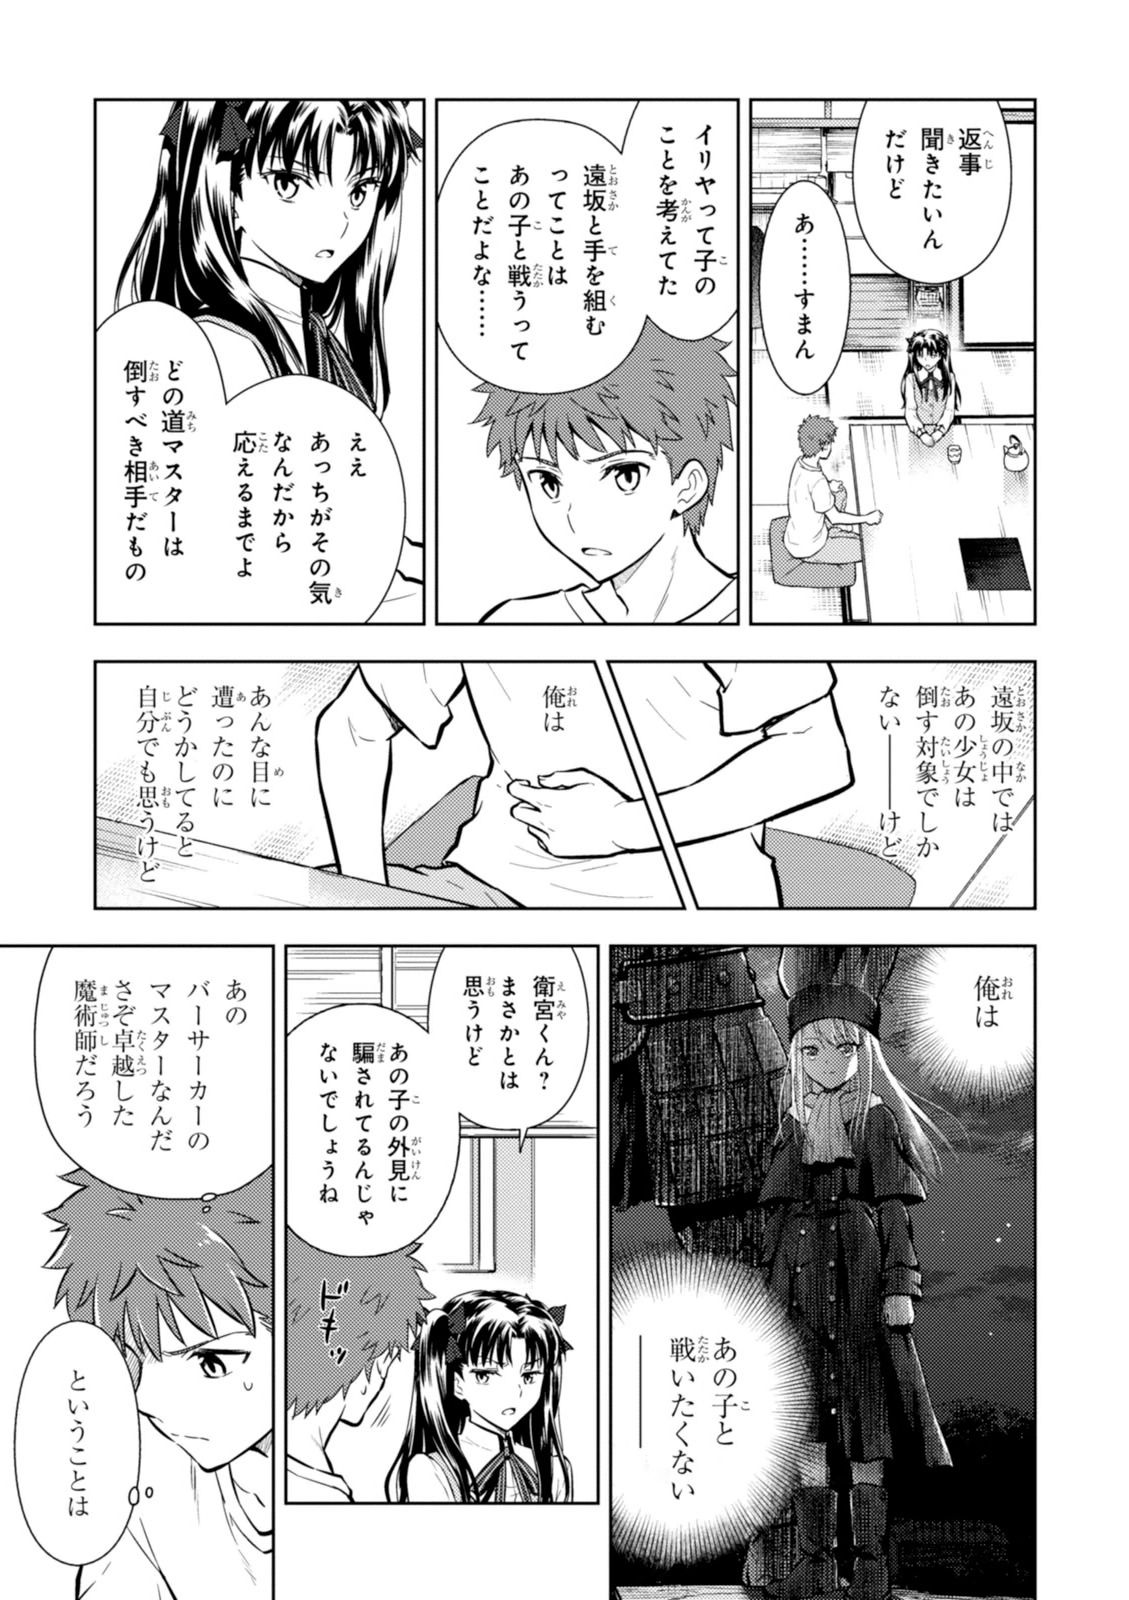 返事
聞きたいん
だけど
あ……すまん
イリヤって子の
ことを考えてた
遠坂と手を組む
ってことは
あの子と戦うって
ことだよな……
ええ
あっちがその気
なんだから
応えるまでよ
どの道マスターは
倒すべき相手だもの
遠坂の中では
あの少女は
倒す対象でしか
ない——けど
俺は
あんな目に
遭ったのに
どうかしてると
自分でも思うけど
俺は
あの子と
戦いたくない——
衛宮くん?
まさかとは
思うけど
あの子の外見に
騙されてるんじゃ
ないでしょうね
ドキッ
あの
バーサーカーの
マスターなんだ
さぞ卓越した
魔術師だろう
ということは